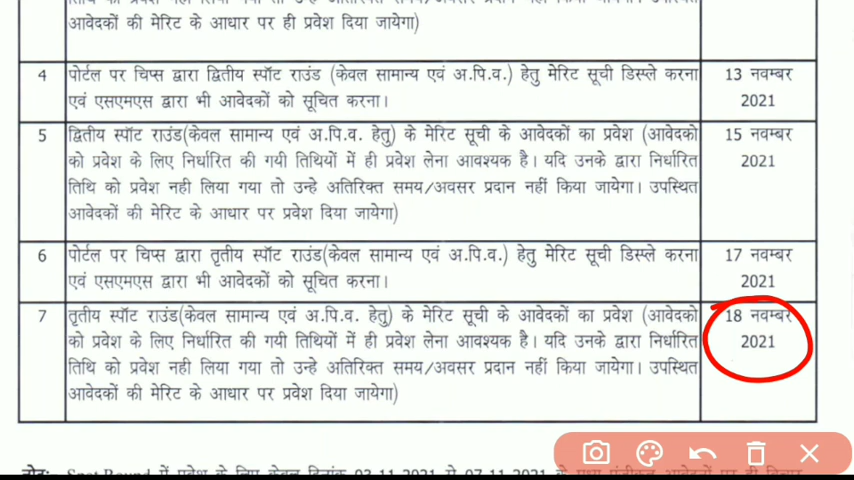 आवेदकों की मेरिट के आधार पर ही प्रवेश दिया जायेगा)
4 पोर्टल पर चिप्स द्वारा द्वितीय स्पॉट राउंड (केवल सामान्य एवं अ.पि.व.) हेतु मेरिट सूची डिस्प्ले करना 13 नवम्बर
एवं एसएमएस द्वारा भी आवेदकों को सूचित करना। 2021
5 द्वितीय स्पॉट राउंड(केवल सामान्य एवं अ.पि.व. हेतु) के मेरिट सूची के आवेदकों का प्रवेश (आवेदको 15 नवम्बर
को प्रवेश के लिए निर्धारित की गयी तिथियों में ही प्रवेश लेना आवश्यक है। यदि उनके द्वारा निर्धारित 2021
तिथि को प्रवेश नही लिया गया तो उन्हे अतिरिक्त समय/अवसर प्रदान नहीं किया जायेगा। उपस्थित
आवेदकों की मेरिट के आधार पर प्रवेश दिया जायेगा)
6 पोर्टल पर चिप्स द्वारा तृतीय स्पॉट राउंड(केवल सामान्य एवं अ.पि.व.) हेतु मेरिट सूची डिस्प्ले करना 17 नवम्बर
एवं एसएमएस द्वारा भी आवेदकों को सूचित करना। 2021
7 तृतीय स्पॉट राउंड(केवल सामान्य एवं अ.पि.व. हेतु) के मेरिट सूची के आवेदकों का प्रवेश (आवेदको 18 नवम्बर
को प्रवेश के लिए निर्धारित की गयी तिथियों में ही प्रवेश लेना आवश्यक है। यदि उनके द्वारा निर्धारित 2021
तिथि को प्रवेश नही लिया गया तो उन्हे अतिरिक्त समय/अवसर प्रदान नहीं किया जायेगा। उपस्थित
आवेदकों की मेरिट के आधार पर प्रवेश दिया जायेगा)